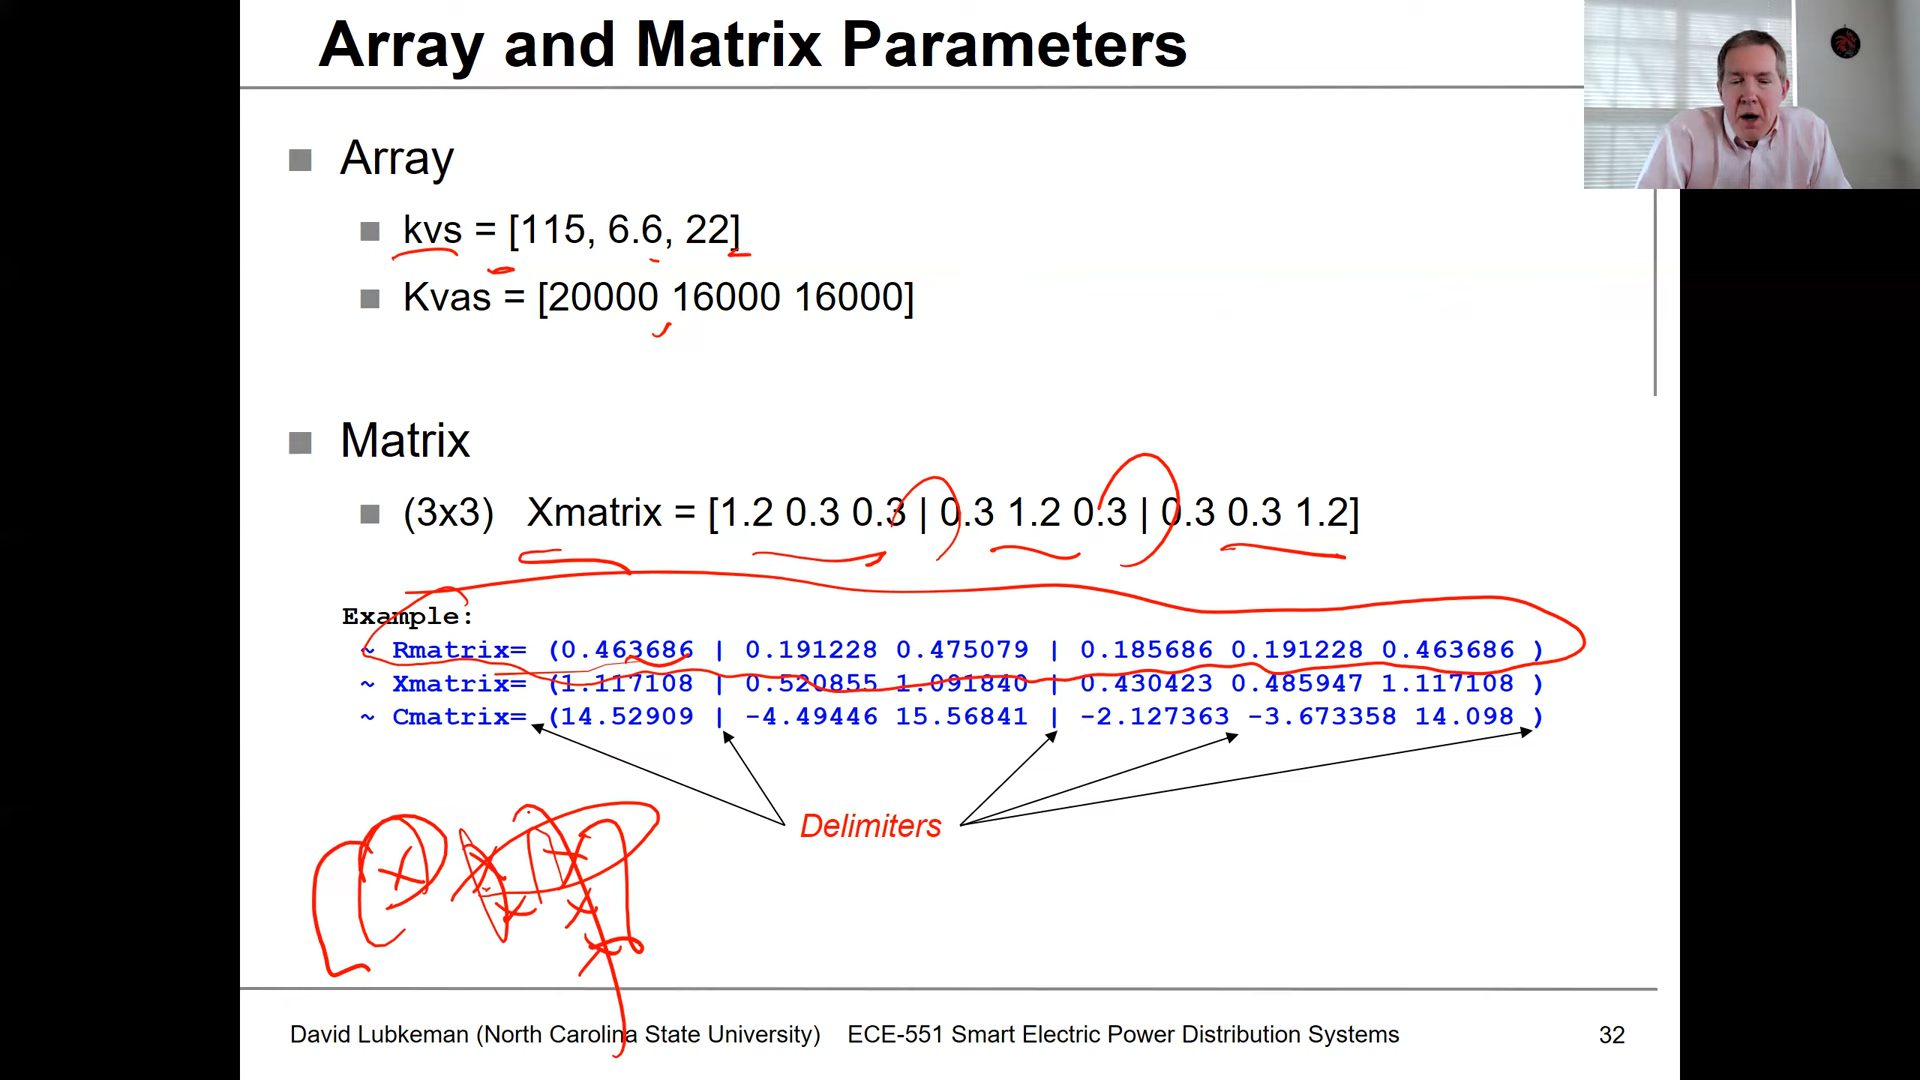 Array and Matrix Parameters
Array
kvs = [115, 6.6, 22]
Kvas = [20000 16000 16000]
Matrix
(3x3) Xmatrix = [1.2 0.3 0.3 | 0.3 1.2 0.3 | 0.3 0.3 1.2]
Example:
~ Rmatrix= (0.463686 | 0.191228 0.475079 | 0.185686 0.191228 0.463686 )
~ Xmatrix= (1.117108 | 0.520855 1.091840 | 0.430423 0.485947 1.117108 )
~ Cmatrix= (14.52909 | -4.49446 15.56841 | -2.127363 -3.673358 14.098 )
Delimiters
David Lubkeman (North Carolina State University) ECE-551 Smart Electric Power Distribution Systems 32